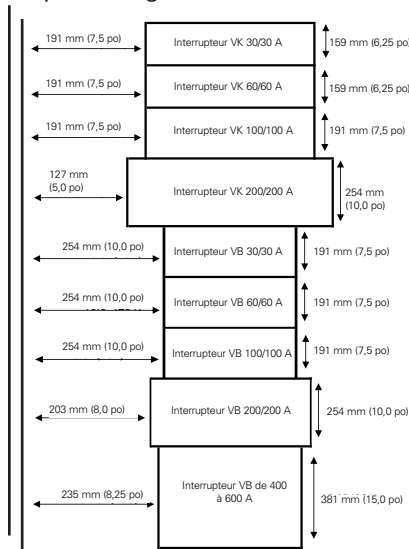 191 mm (7,5 po) Interrupteur VK 30/30 A 159 mm (6,25 po)
191 mm (7,5 po) Interrupteur VK 60/60 A 159 mm (6,25 po)
191 mm (7,5 po) Interrupteur VK 100/100 A 191 mm (7,5 po)
127 mm
(5,0 po)
Interrupteur VK 200/200 A
254 mm
(10,0 po)
254 mm (10,0 po) Interrupteur VB 30/30 A 191 mm (7,5 po)
254 mm (10,0 po) Interrupteur VB 60/60 A 191 mm (7,5 po)
254 mm (10,0 po) Interrupteur VB 100/100 A 191 mm (7,5 po)
203 mm (8,0 po) Interrupteur VB 200/200 A 254 mm (10,0 po)
235 mm (8,25 po)
Interrupteur VB de 400
à 600 A
381 mm (15,0 po)